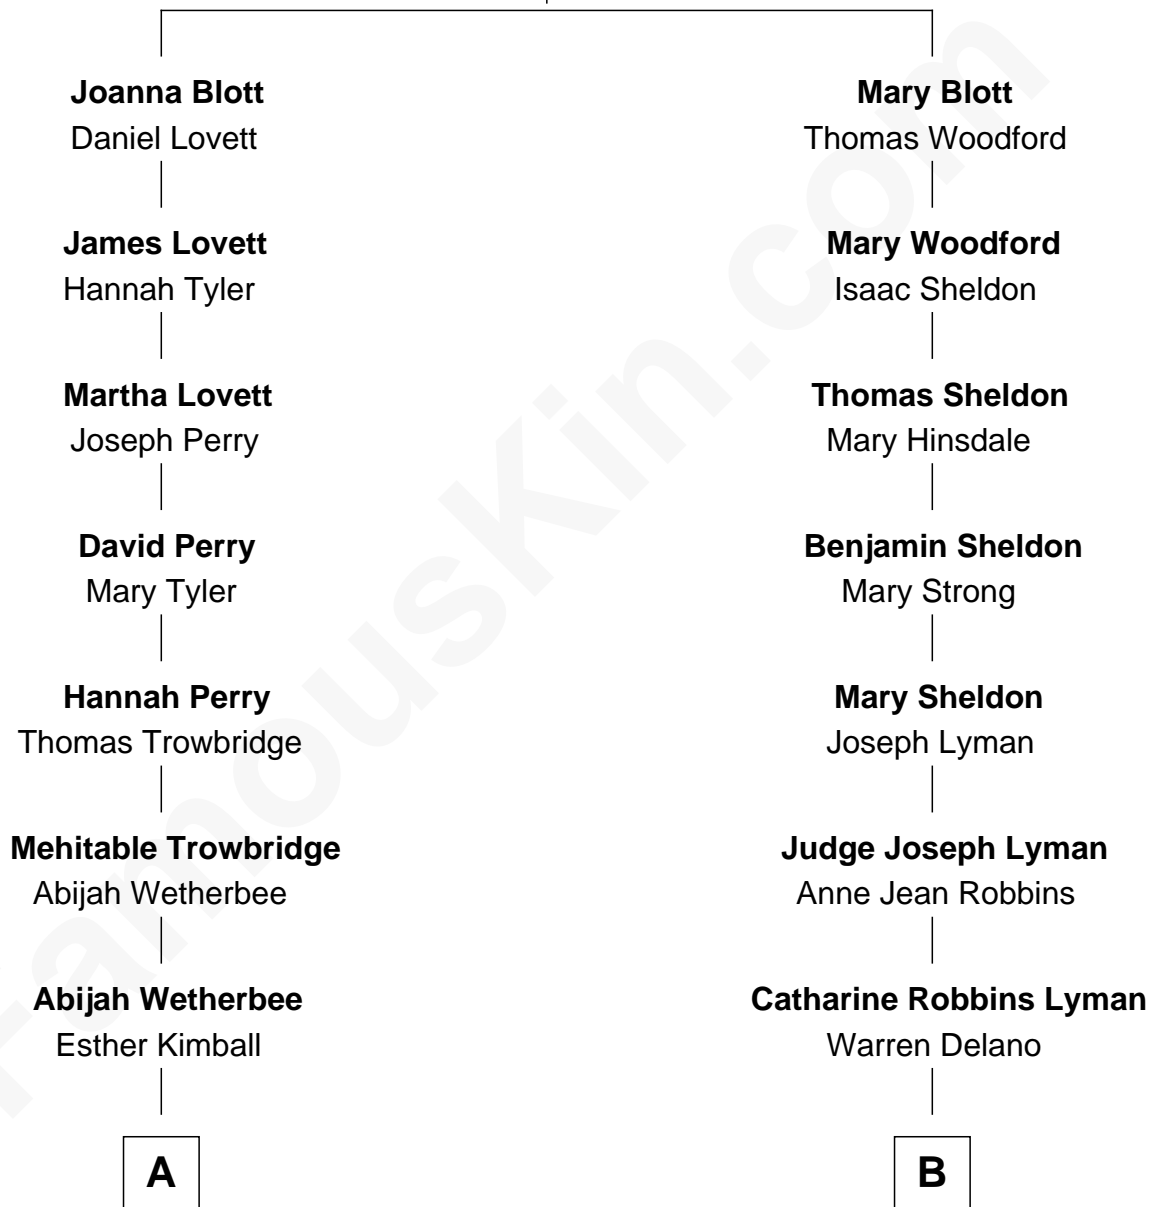 Joanna Blott
Daniel Lovett
James Lovett
Hannah Tyler
Martha Lovett
Joseph Perry
David Perry
Mary Tyler
Hannah Perry
Thomas Trowbridge
Mehitable Trowbridge
Abijah Wetherbee
Abijah Wetherbee
Esther Kimball
A
Mary Blott
Thomas Woodford
Mary Woodford
Isaac Sheldon
Thomas Sheldon
Mary Hinsdale
Benjamin Sheldon
Mary Strong
Mary Sheldon
Joseph Lyman
Judge Joseph Lyman
Anne Jean Robbins
Catharine Robbins Lyman
Warren Delano
B
FamousKin.com